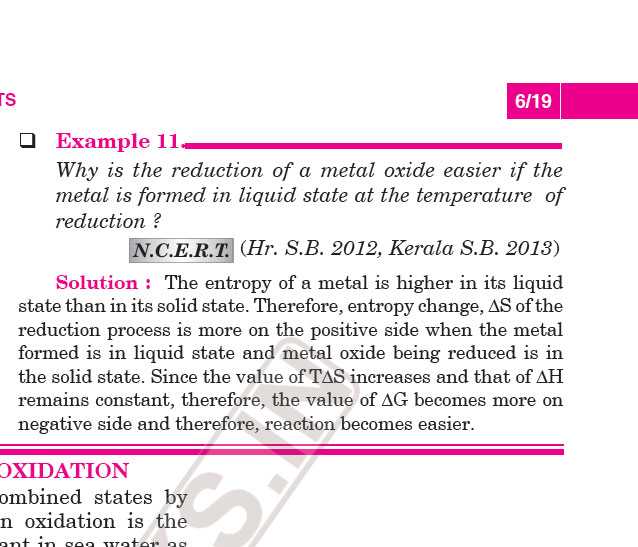 TS
6/19
❑ Example 11.
Why is the reduction of a metal oxide easier if the
metal is formed in liquid state at the temperature of
reduction ?
N.C.E.R.T. (Hr. S.B. 2012, Kerala S.B. 2013)
Solution : The entropy of a metal is higher in its liquid
state than in its solid state. Therefore, entropy change, ΔS of the
reduction process is more on the positive side when the metal
formed is in liquid state and metal oxide being reduced is in
the solid state. Since the value of TΔS increases and that of ΔH
remains constant, therefore, the value of ΔG becomes more on
negative side and therefore, reaction becomes easier.
OXIDATION
ombined states by
n oxidation is the
ant in sea water as
S.IN